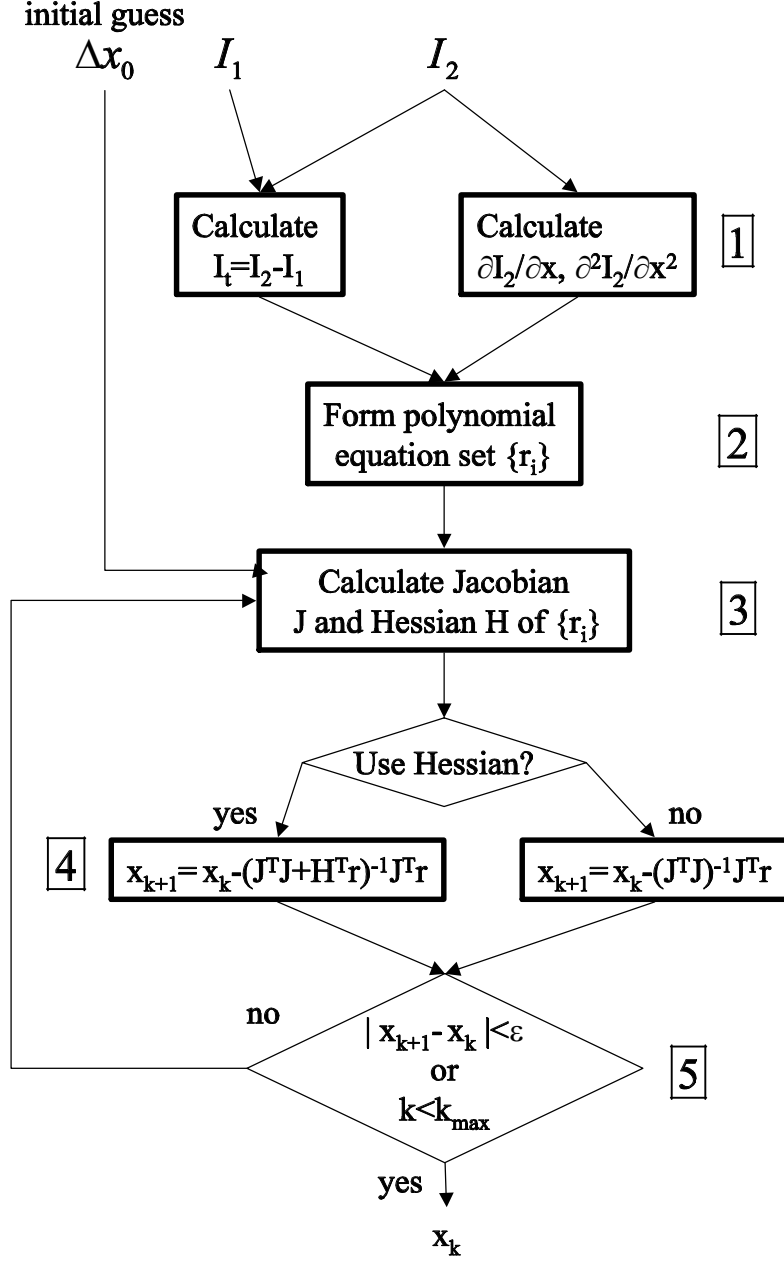 initial guess
Δx₀ I₁ I₂
Calculate
Iₜ=I₂-I₁
Calculate
∂I₂/∂x, ∂²I₂/∂x²
1
Form polynomial
equation set {rᵢ}
2
Calculate Jacobian
J and Hessian H of {rᵢ}
3
Use Hessian?
yes
no
4
xₖ₊₁=xₖ-(JᵀJ+Hᵀr)⁻¹Jᵀr
xₖ₊₁=xₖ-(JᵀJ)⁻¹Jᵀr
no
|xₖ₊₁-xₖ|<ε
or
k<kₘₐₓ
5
yes
xₖ